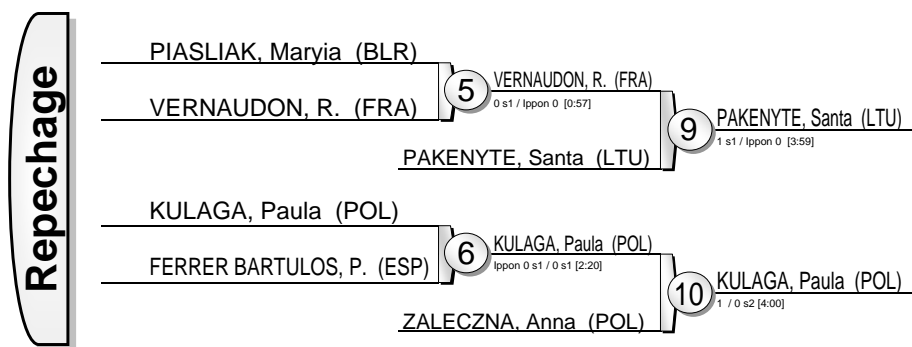 Repechage
PIASLIAK, Maryia (BLR)
VERNAUDON, R. (FRA)
5
VERNAUDON, R. (FRA)
0 s1 / Ippon 0 [0:57]
PAKENYTE, Santa (LTU)
9
PAKENYTE, Santa (LTU)
1 s1 / Ippon 0 [3:59]
KULAGA, Paula (POL)
FERRER BARTULOS, P. (ESP)
6
KULAGA, Paula (POL)
Ippon 0 s1 / 0 s1 [2:20]
ZALECZNA, Anna (POL)
10
KULAGA, Paula (POL)
1 / 0 s2 [4:00]